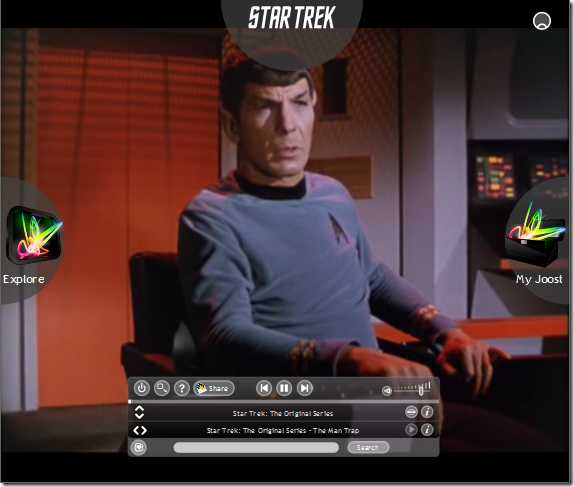 STAR TREK
Explore
My Joost
? Share
Star Trek: The Original Series
i
Star Trek: The Original Series - The Man Trap
i
Search